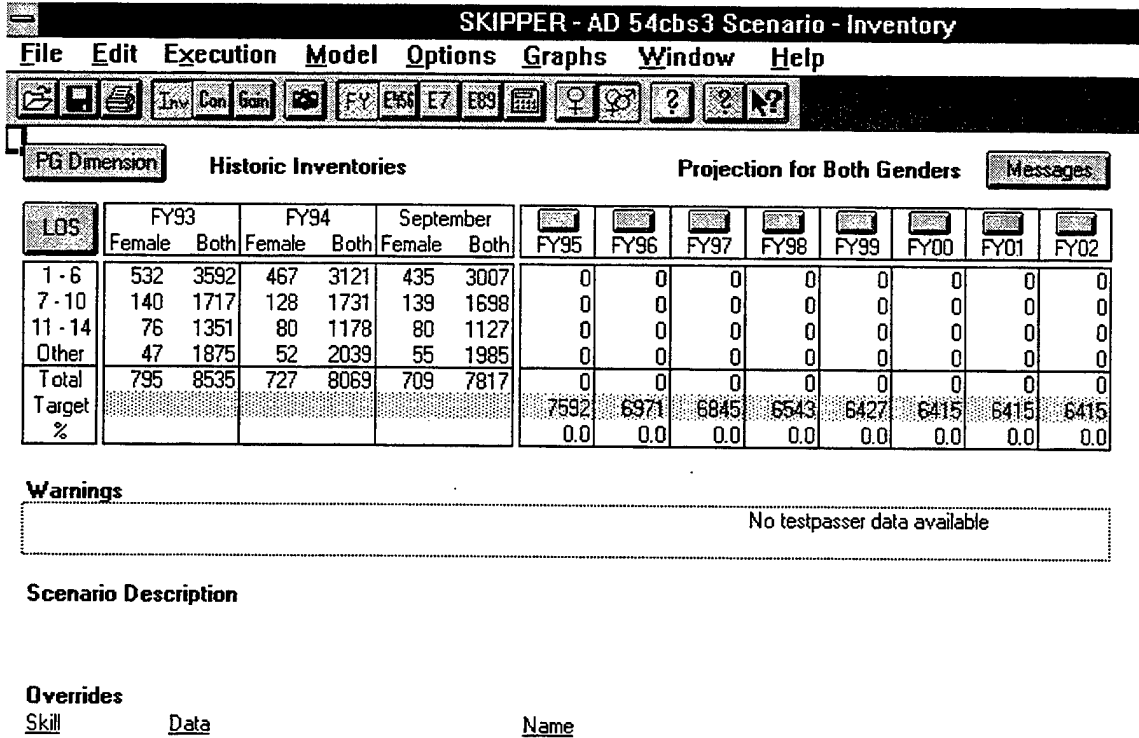 SKIPPER - AD 54cbs3 Scenario - Inventory
File Edit Execution Model Options Graphs Window Help
Inv Con Gain FY E456 E7 E89 ? ? ?
PG Dimension Historic Inventories Projection for Both Genders Messages
LOS FY93 FY94 September
Female Both Female Both Female Both FY95 FY96 FY97 FY98 FY99 FY00 FY01 FY02
1 - 6 532 3592 467 3121 435 3007 0 0 0 0 0 0 0 0
7 - 10 140 1717 128 1731 139 1698 0 0 0 0 0 0 0 0
11 - 14 76 1351 80 1178 80 1127 0 0 0 0 0 0 0 0
Other 47 1875 52 2039 55 1985 0 0 0 0 0 0 0 0
Total 795 8535 727 8069 709 7817 0 0 0 0 0 0 0 0
Target 7592 6971 6845 6543 6427 6415 6415 6415
% 0.0 0.0 0.0 0.0 0.0 0.0 0.0 0.0
Warnings
No testpasser data available
Scenario Description
Overrides
Skill Data Name